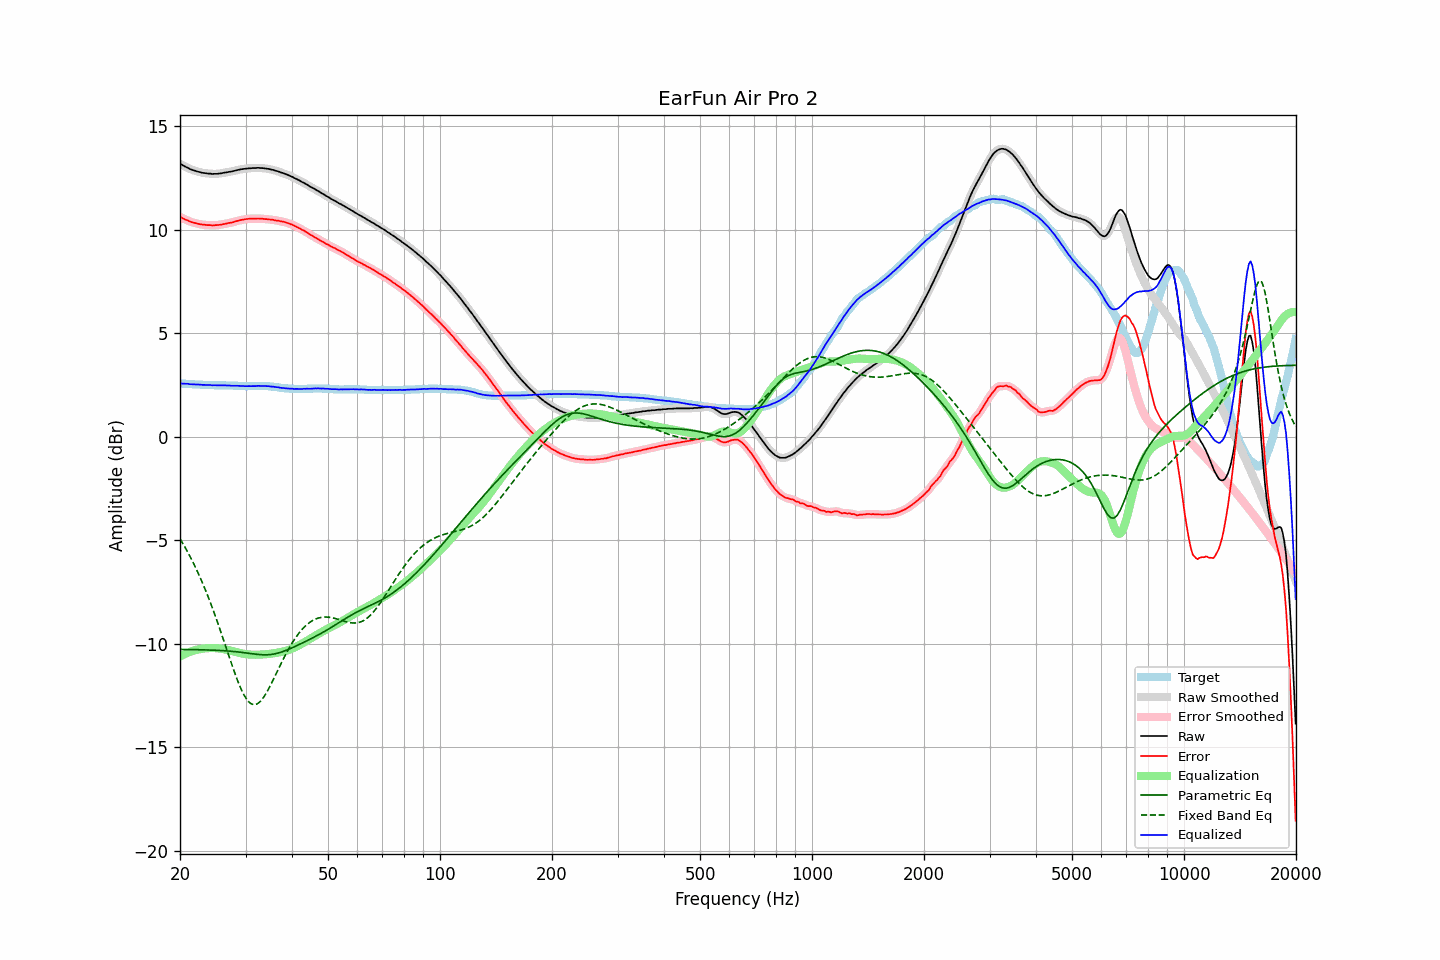 EarFun Air Pro 2
Amplitude (dBr)
15
10
5
0
−5
−10
−15
−20
20
50
100
200
500
1000
2000
5000
10000
20000
Frequency (Hz)
Target
Raw Smoothed
Error Smoothed
Raw
Error
Equalization
Parametric Eq
Fixed Band Eq
Equalized